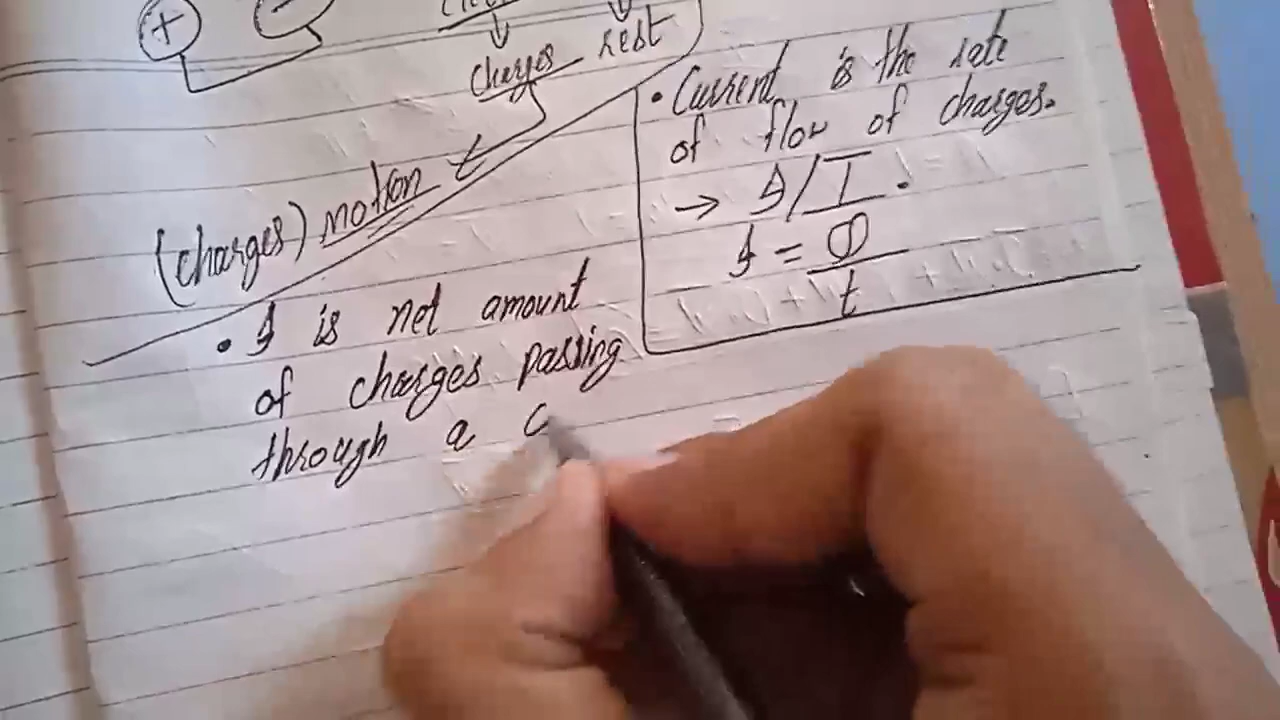 + -
charges rest
(charges) motion
• Current is the rate
of flow of charges.
→ I/I.
I = Q
t
• I is net amount
of charges passing
through a c